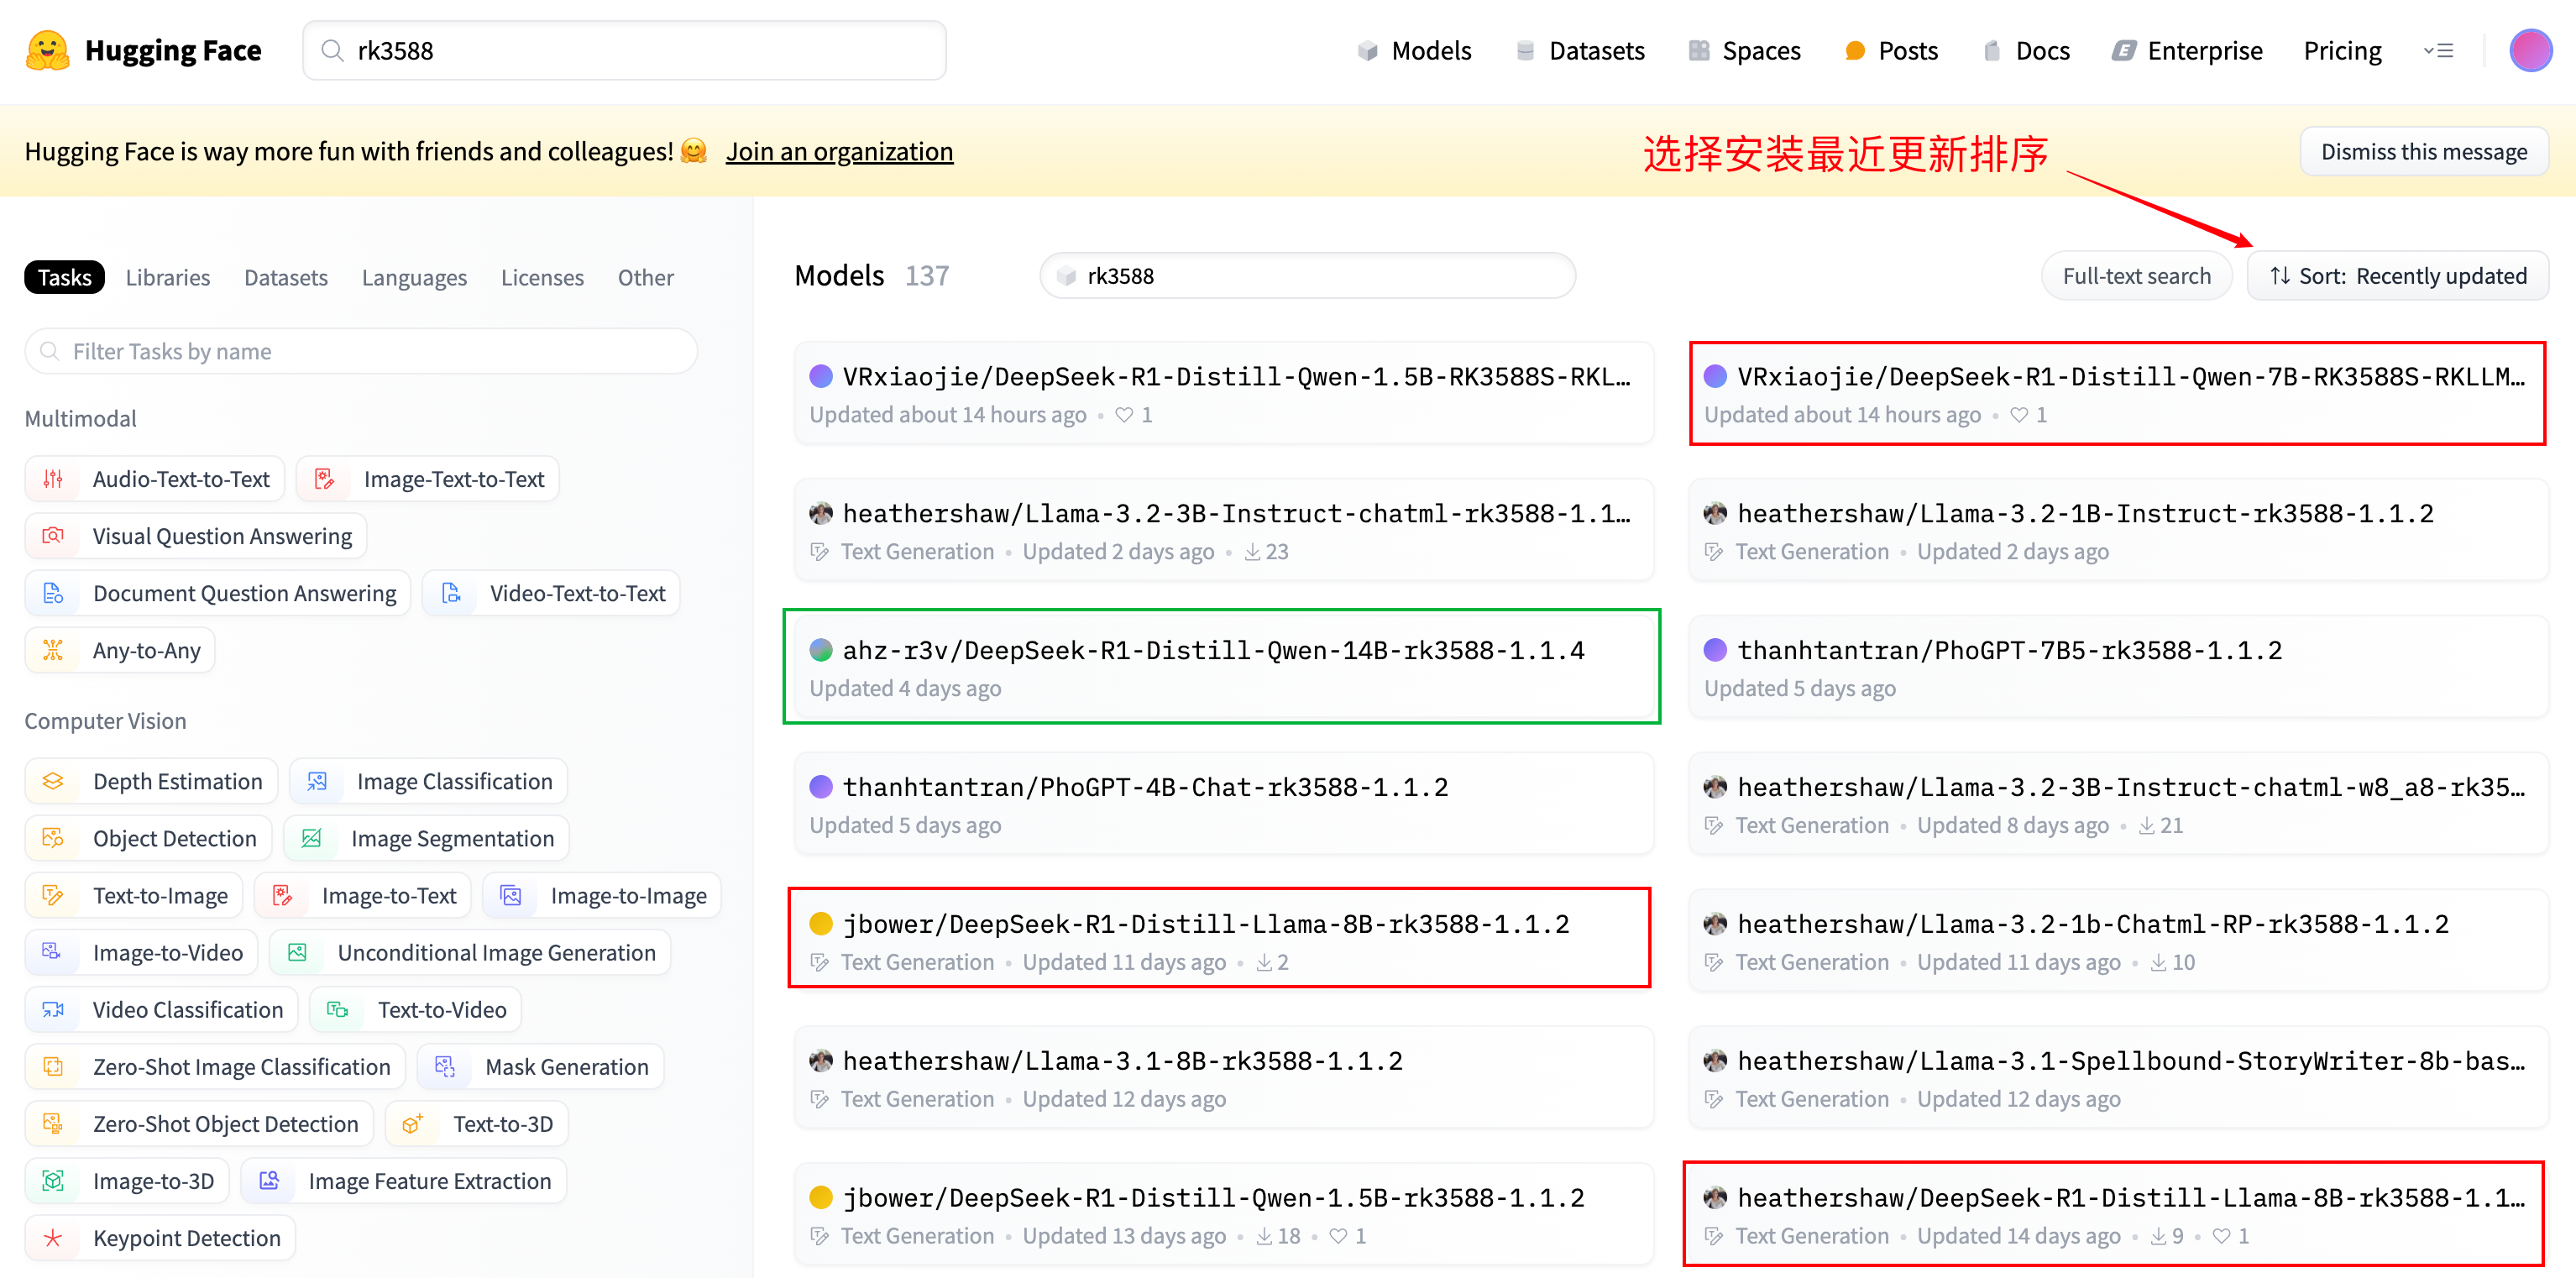 Hugging Face
rk3588
Models
Datasets
Spaces
Posts
Docs
Enterprise
Pricing
Hugging Face is way more fun with friends and colleagues! 🤗 Join an organization
选择安装最近更新排序
Dismiss this message
Tasks
Libraries
Datasets
Languages
Licenses
Other
Filter Tasks by name
Multimodal
Audio-Text-to-Text
Image-Text-to-Text
Visual Question Answering
Document Question Answering
Video-Text-to-Text
Any-to-Any
Computer Vision
Depth Estimation
Image Classification
Object Detection
Image Segmentation
Text-to-Image
Image-to-Text
Image-to-Image
Image-to-Video
Unconditional Image Generation
Video Classification
Text-to-Video
Zero-Shot Image Classification
Mask Generation
Zero-Shot Object Detection
Text-to-3D
Image-to-3D
Image Feature Extraction
Keypoint Detection
Models 137
rk3588
Full-text search
Sort: Recently updated
VRxiaojie/DeepSeek-R1-Distill-Qwen-1.5B-RK3588S-RKL…
Updated about 14 hours ago • 1
VRxiaojie/DeepSeek-R1-Distill-Qwen-7B-RK3588S-RKLLM…
Updated about 14 hours ago • 1
heathershaw/Llama-3.2-3B-Instruct-chatml-rk3588-1.1…
Text Generation • Updated 2 days ago • 23
heathershaw/Llama-3.2-1B-Instruct-rk3588-1.1.2
Text Generation • Updated 2 days ago
ahz-r3v/DeepSeek-R1-Distill-Qwen-14B-rk3588-1.1.4
Updated 4 days ago
thanhtantran/PhoGPT-7B5-rk3588-1.1.2
Updated 5 days ago
thanhtantran/PhoGPT-4B-Chat-rk3588-1.1.2
Updated 5 days ago
heathershaw/Llama-3.2-3B-Instruct-chatml-w8_a8-rk35…
Text Generation • Updated 8 days ago • 21
jbower/DeepSeek-R1-Distill-Llama-8B-rk3588-1.1.2
Text Generation • Updated 11 days ago • 2
heathershaw/Llama-3.2-1b-Chatml-RP-rk3588-1.1.2
Text Generation • Updated 11 days ago • 10
heathershaw/Llama-3.1-8B-rk3588-1.1.2
Text Generation • Updated 12 days ago
heathershaw/Llama-3.1-Spellbound-StoryWriter-8b-bas…
Text Generation • Updated 12 days ago
jbower/DeepSeek-R1-Distill-Qwen-1.5B-rk3588-1.1.2
Text Generation • Updated 13 days ago • 18 • 1
heathershaw/DeepSeek-R1-Distill-Llama-8B-rk3588-1.1…
Text Generation • Updated 14 days ago • 9 • 1